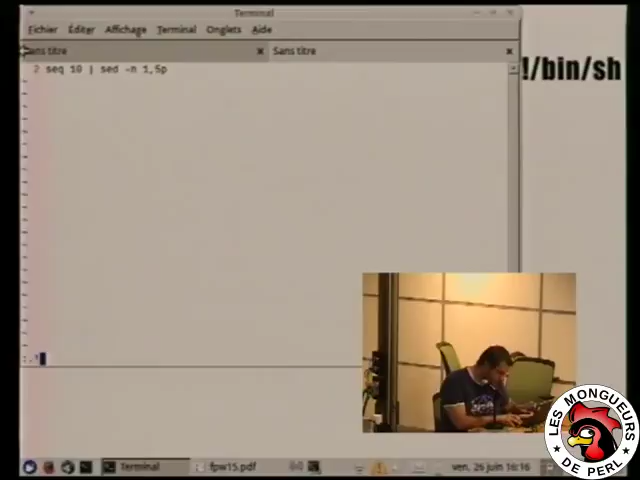 Terminal
Fichier Éditer Affichage Terminal Onglets Aide
Sans titre
Sans titre
!/bin/sh
2 seq 10 | sed -n 1,5p
Terminal
fpw15.pdf
ven. 26 juin 16:16
LES MONGUEURS
DE PERL